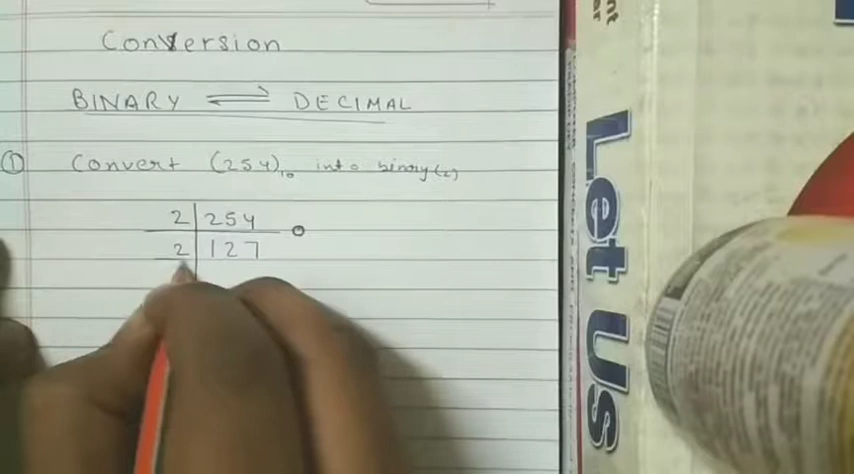 Conversion
BINARY ⇌ DECIMAL
① Convert (254)₁₀ into binary(2)
2 | 254 0
2 | 127
Let Us